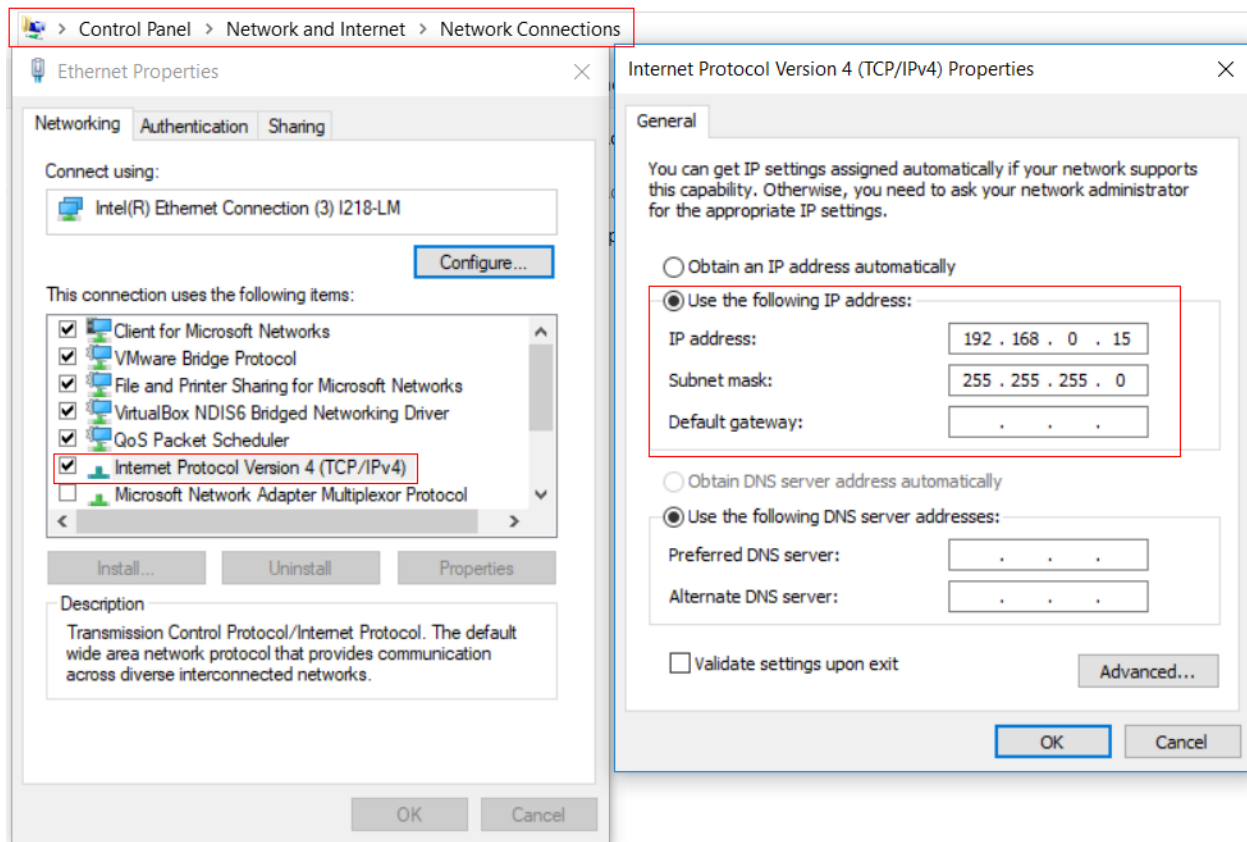 > Control Panel > Network and Internet > Network Connections
Ethernet Properties
Networking
Authentication
Sharing
Connect using:
Intel(R) Ethernet Connection (3) I218-LM
Configure...
This connection uses the following items:
Client for Microsoft Networks
VMware Bridge Protocol
File and Printer Sharing for Microsoft Networks
VirtualBox NDIS6 Bridged Networking Driver
QoS Packet Scheduler
Internet Protocol Version 4 (TCP/IPv4)
Microsoft Network Adapter Multiplexor Protocol
Install...
Uninstall
Properties
Description
Transmission Control Protocol/Internet Protocol. The default
wide area network protocol that provides communication
across diverse interconnected networks.
OK
Cancel
Internet Protocol Version 4 (TCP/IPv4) Properties
General
You can get IP settings assigned automatically if your network supports
this capability. Otherwise, you need to ask your network administrator
for the appropriate IP settings.
Obtain an IP address automatically
Use the following IP address:
IP address:
192 . 168 . 0 . 15
Subnet mask:
255 . 255 . 255 . 0
Default gateway:
. . .
Obtain DNS server address automatically
Use the following DNS server addresses:
Preferred DNS server:
. . .
Alternate DNS server:
. . .
Validate settings upon exit
Advanced...
OK
Cancel